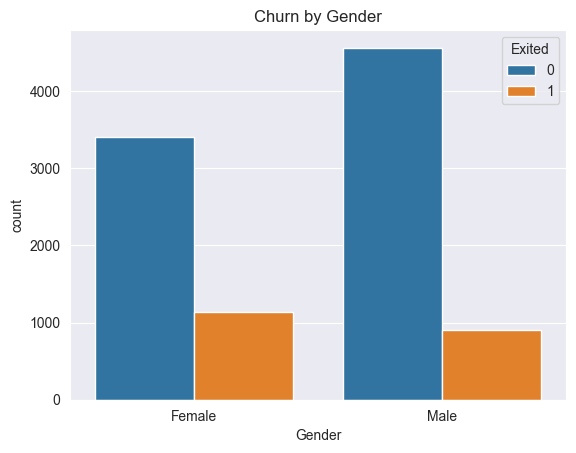 Churn by Gender
Exited
0
1
4000
3000
2000
1000
0
count
Female
Male
Gender